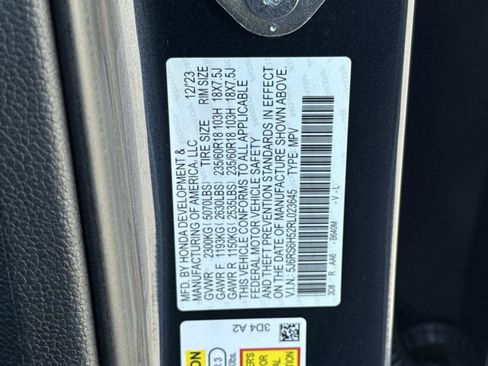 MFD. BY HONDA DEVELOPMENT &
MANUFACTURING OF AMERICA, LLC 12/23
TIRE SIZE RIM SIZE
GVWR 2300KG( 5070LBS)
GAWR F 1193KG( 2630LBS) 235/60R18 103H 18X7.5J
GAWR R 1150KG( 2535LBS) 235/60R18 103H 18X7.5J
THIS VEHICLE CONFORMS TO ALL APPLICABLE
FEDERAL MOTOR VEHICLE SAFETY
AND THEFT PREVENTION STANDARDS IN EFFECT
ON THE DATE OF MANUFACTURE SHOWN ABOVE.
V.I.N.: 5J6RS6H52RL023645 TYPE: MPV
3D8 R AA6 -B640M -V -L
3D4 A2